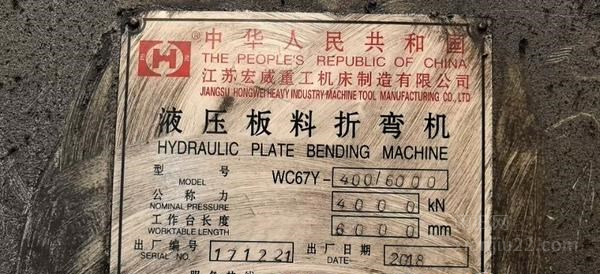 中华人民共和国
THE PEOPLE'S REPUBLIC OF CHINA
江苏宏威重工机床制造有限公司
JIANGSU HONGWEI HEAVY INDUSTRY MACHINE TOOL MANUFACTURING CO., LTD
液压板料折弯机
HYDRAULIC PLATE BENDING MACHINE
型号 MODEL WC67Y-400/6000
公称力 NOMINAL PRESSURE 4000 kN
工作台长度 WORKTABLE LENGTH 6000 mm
出厂编号 SERIAL NO. 171221 出厂日期 DATE 2018